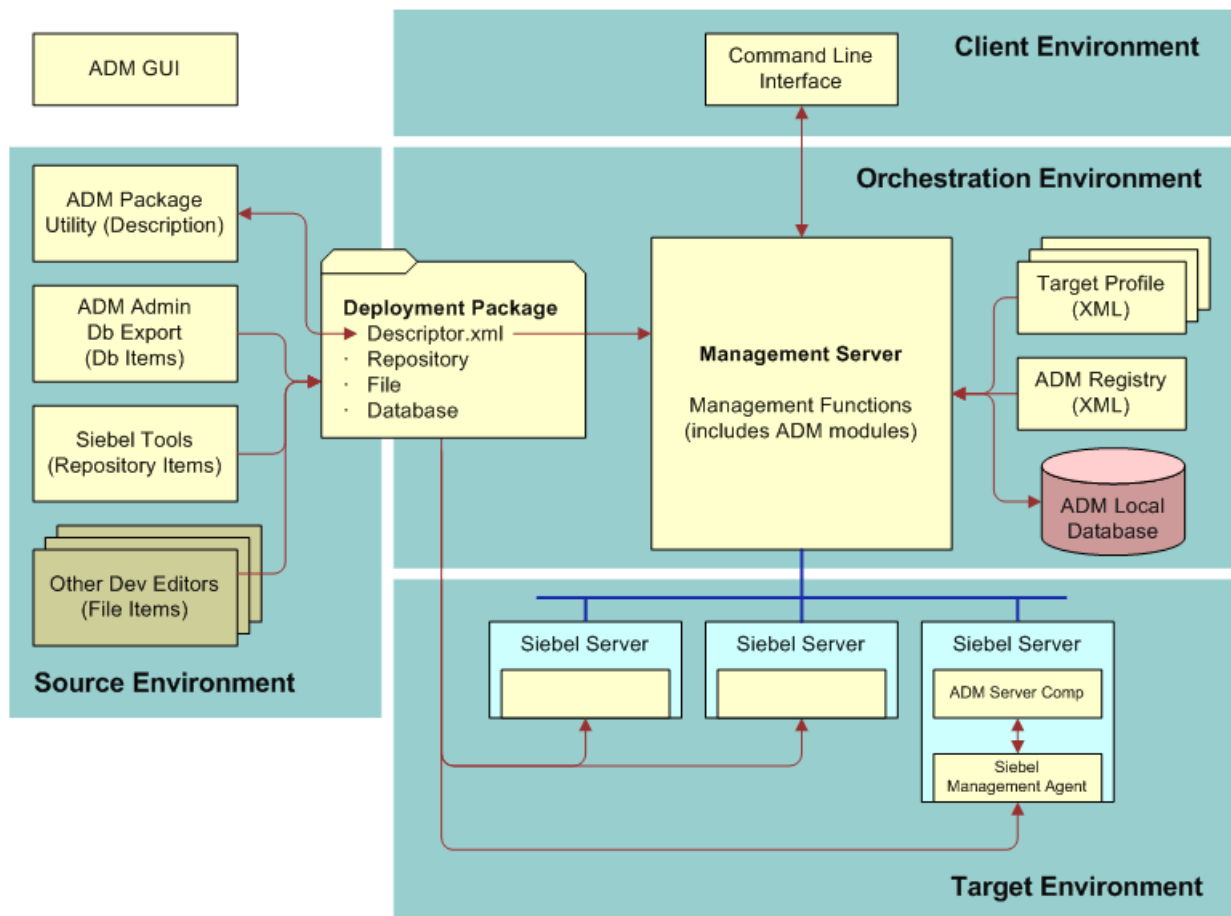 ADM GUI
Client Environment
Command Line
Interface
ADM Package
Utility (Description)
ADM Admin
Db Export
(Db Items)
Siebel Tools
(Repository Items)
Other Dev Editors
(File Items)
Source Environment
Deployment Package
Descriptor.xml
· Repository
· File
· Database
Orchestration Environment
Management Server
Management Functions
(includes ADM modules)
Target Profile
(XML)
ADM Registry
(XML)
ADM Local
Database
Siebel Server
Siebel Server
Siebel Server
ADM Server Comp
Siebel
Management Agent
Target Environment